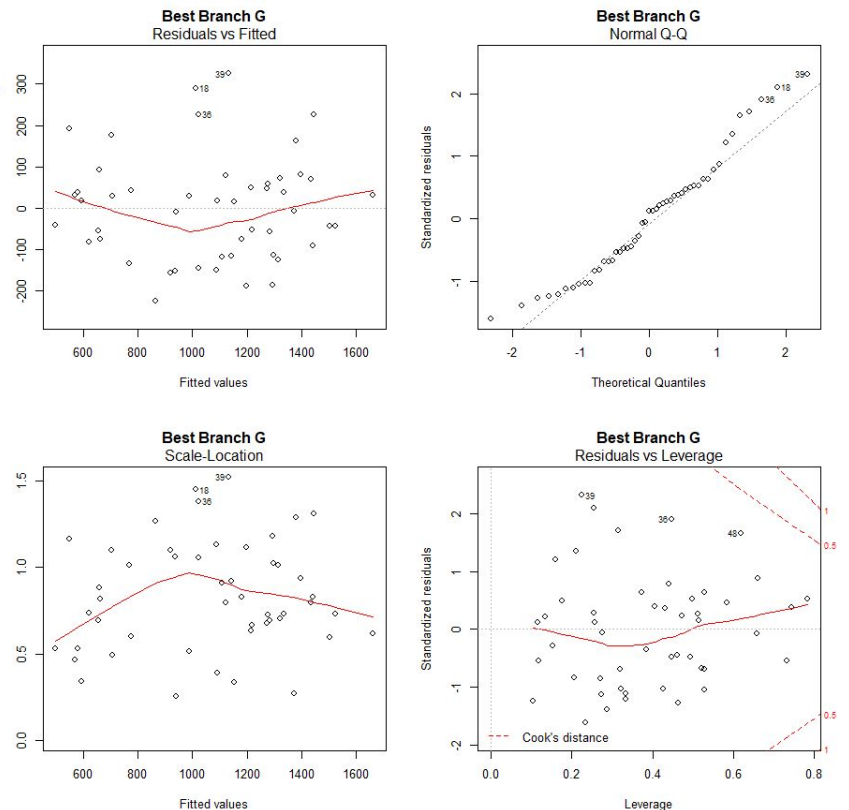 Best Branch G
Residuals vs Fitted
300
200
100
0
-100
-200
39
18
36
600 800 1000 1200 1400 1600
Fitted values
Best Branch G
Normal Q-Q
Standardized residuals
2
1
0
-1
39
18
36
-2 -1 0 1 2
Theoretical Quantiles
Best Branch G
Scale-Location
1.5
1.0
0.5
0.0
39
18
36
600 800 1000 1200 1400 1600
Fitted values
Best Branch G
Residuals vs Leverage
Standardized residuals
2
1
0
-1
-2
39
36
48
1
0.5
0.5
1
Cook's distance
0.0 0.2 0.4 0.6 0.8
Leverage